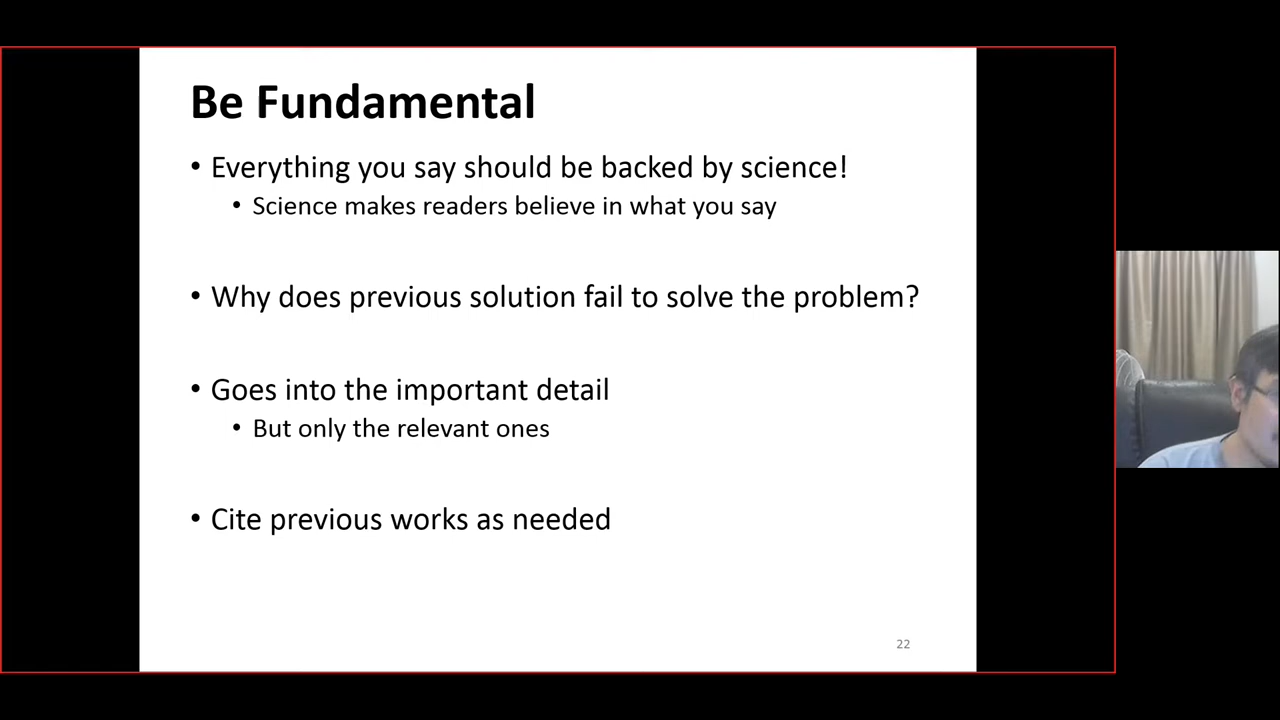 Be Fundamental
• Everything you say should be backed by science!
• Science makes readers believe in what you say
• Why does previous solution fail to solve the problem?
• Goes into the important detail
• But only the relevant ones
• Cite previous works as needed
22